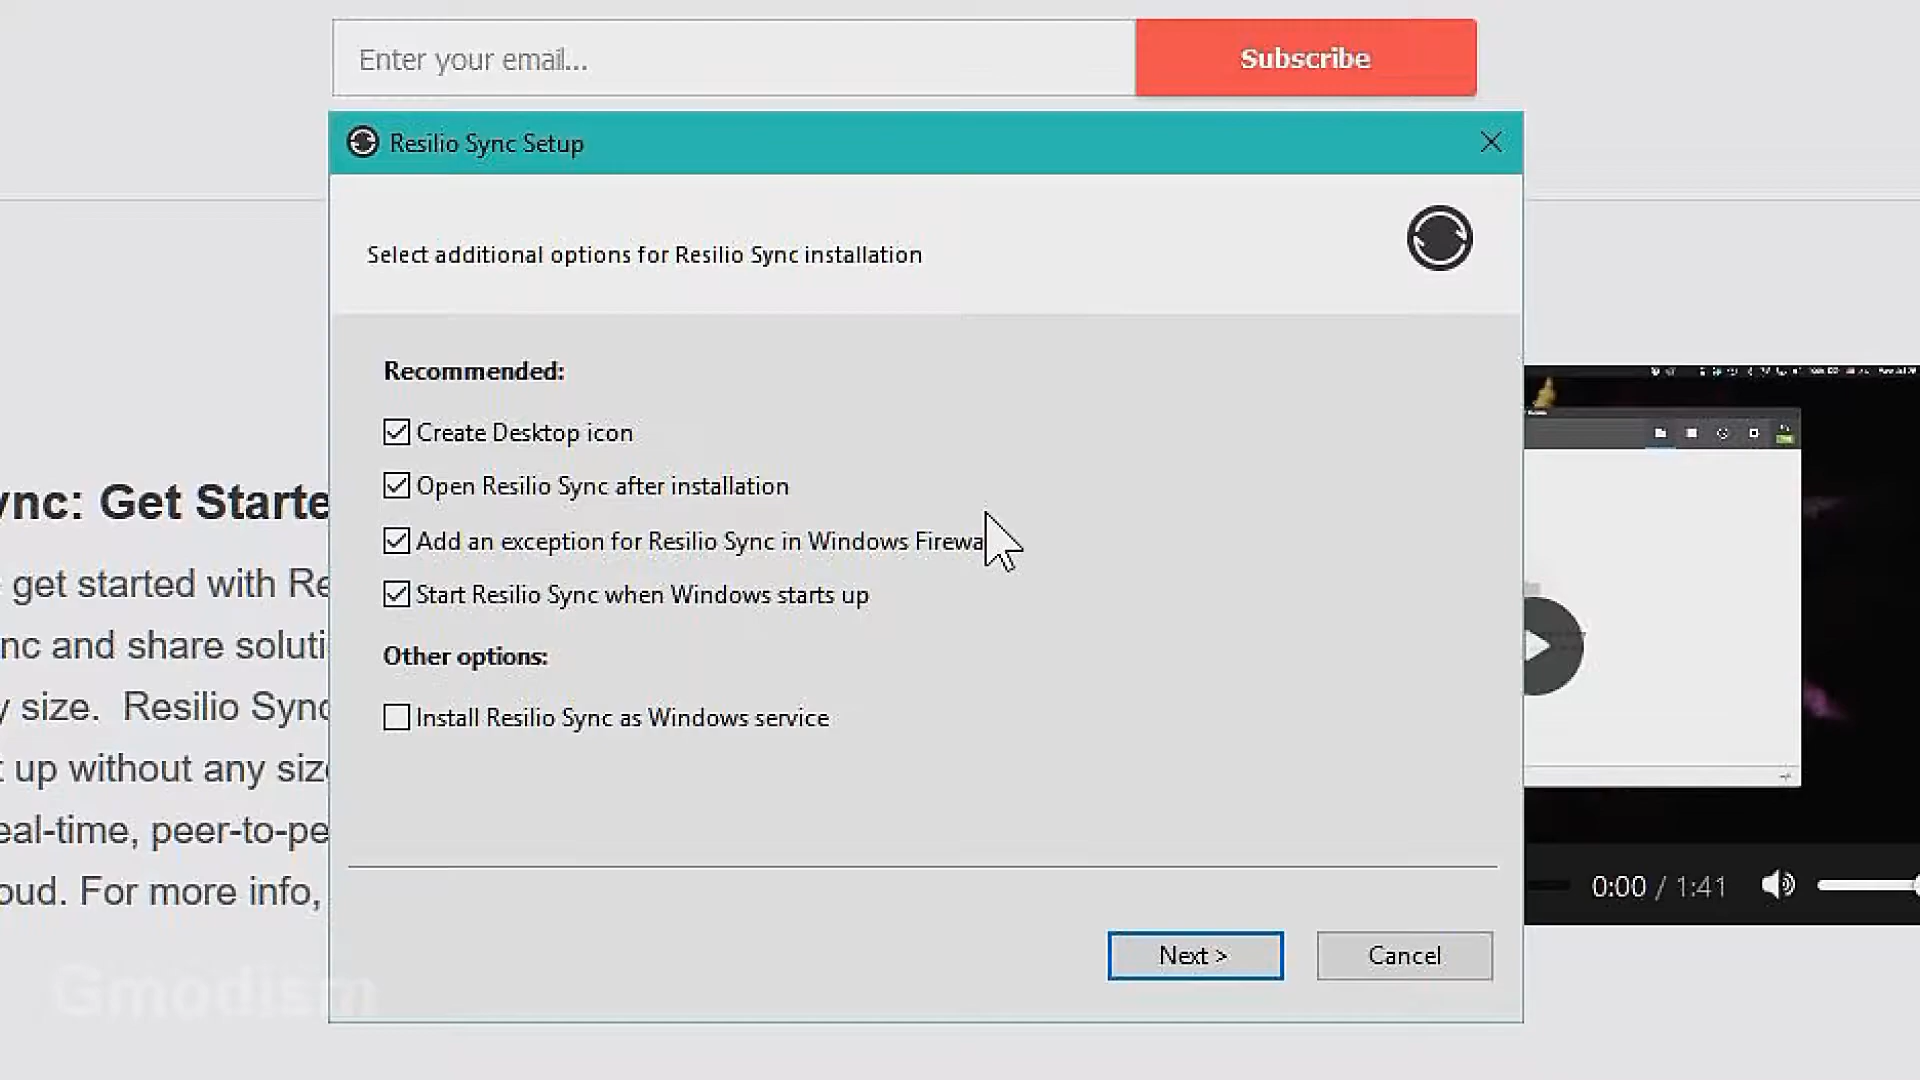 Enter your email...
Subscribe
Resilio Sync Setup
Select additional options for Resilio Sync installation
Recommended:
Create Desktop icon
Open Resilio Sync after installation
Add an exception for Resilio Sync in Windows Firewa
Start Resilio Sync when Windows starts up
Other options:
Install Resilio Sync as Windows service
Next >
Cancel
ync: Get Starte
get started with Re
nc and share soluti
y size. Resilio Sync
t up without any siz
eal-time, peer-to-pe
oud. For more info,
0:00 / 1:41
Gmodism